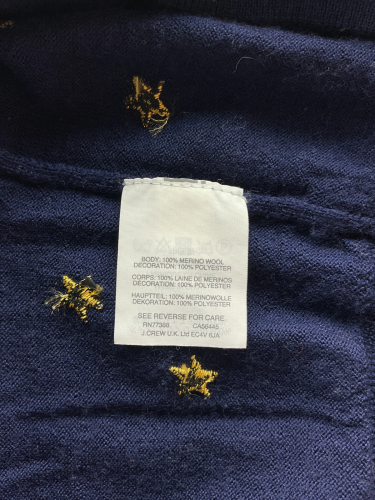 BODY: 100% MERINO WOOL
DECORATION: 100% POLYESTER
CORPS: 100% LAINE DE MERINOS
DÉCORATION: 100% POLYESTER
HAUPTTEIL: 100% MERINOWOLLE
DEKORATION: 100% POLYESTER
SEE REVERSE FOR CARE
RN77388 CA56445
J.CREW U.K. Ltd EC4V 6JA